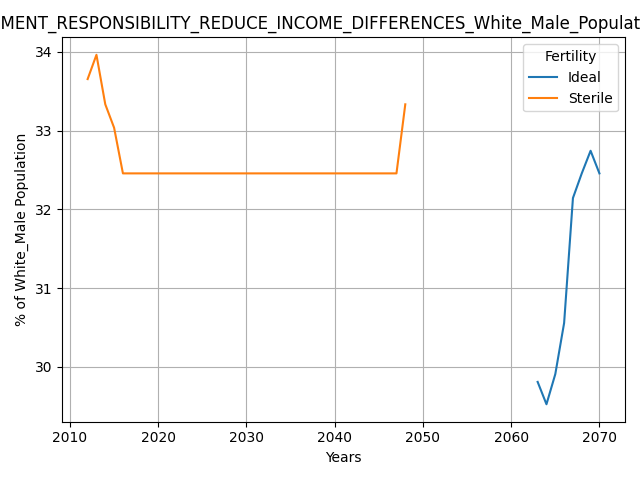 MENT_RESPONSIBILITY_REDUCE_INCOME_DIFFERENCES_White_Male_Populat
34
33
32
31
30
% of White_Male Population
Fertility
Ideal
Sterile
2010 2020 2030 2040 2050 2060 2070
Years